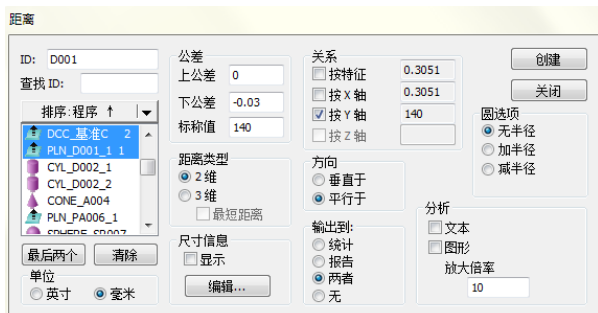 距离
ID: D001
查找 ID:
排序:程序 ↑
DCC_基准C 2
PLN_D001_1 1
CYL_D002_1
CYL_D002_2
CONE_A004
PLN_PA006_1
最后两个 清除
单位
英寸 毫米
公差
上公差 0
下公差 -0.03
标称值 140
距离类型
2 维
3 维
最短距离
尺寸信息
显示
编辑...
关系
按特征 0.3051
按 X 轴 0.3051
按 Y 轴 140
按 Z 轴
方向
垂直于
平行于
输出到:
统计
报告
两者
无
创建
关闭
圆选项
无半径
加半径
减半径
分析
文本
图形
放大倍率
10